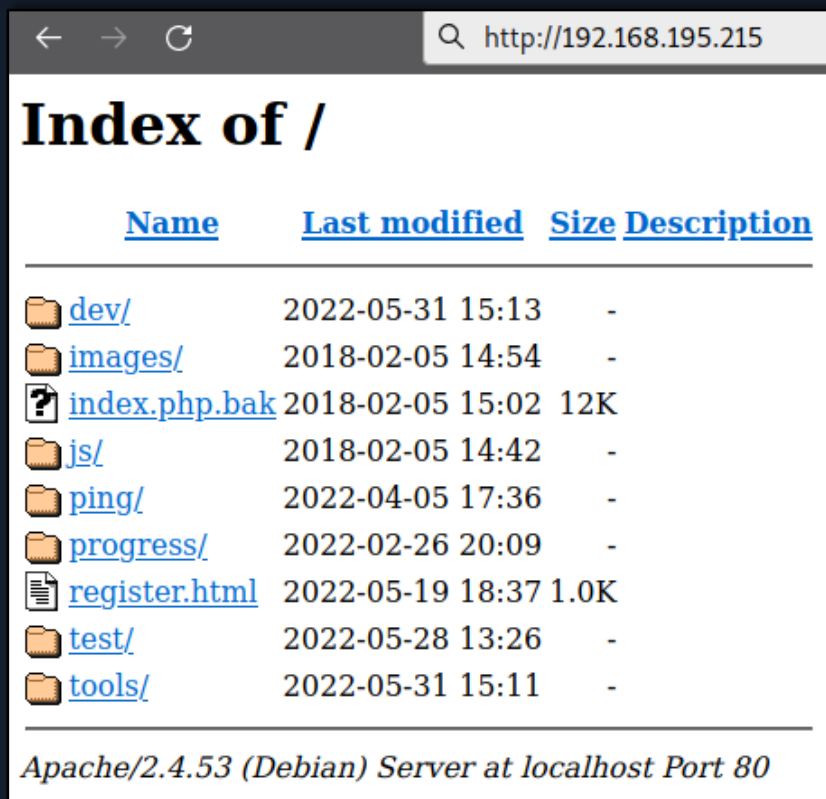 http://192.168.195.215
Index of /
Name Last modified Size Description
dev/ 2022-05-31 15:13 -
images/ 2018-02-05 14:54 -
index.php.bak 2018-02-05 15:02 12K
js/ 2018-02-05 14:42 -
ping/ 2022-04-05 17:36 -
progress/ 2022-02-26 20:09 -
register.html 2022-05-19 18:37 1.0K
test/ 2022-05-28 13:26 -
tools/ 2022-05-31 15:11 -
Apache/2.4.53 (Debian) Server at localhost Port 80